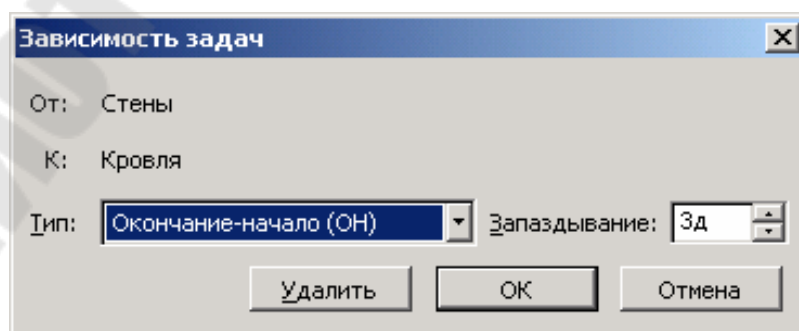 Зависимость задач
От: Стены
К: Кровля
Тип: Окончание-начало (ОН) Запаздывание: 3д
Удалить ОК Отмена